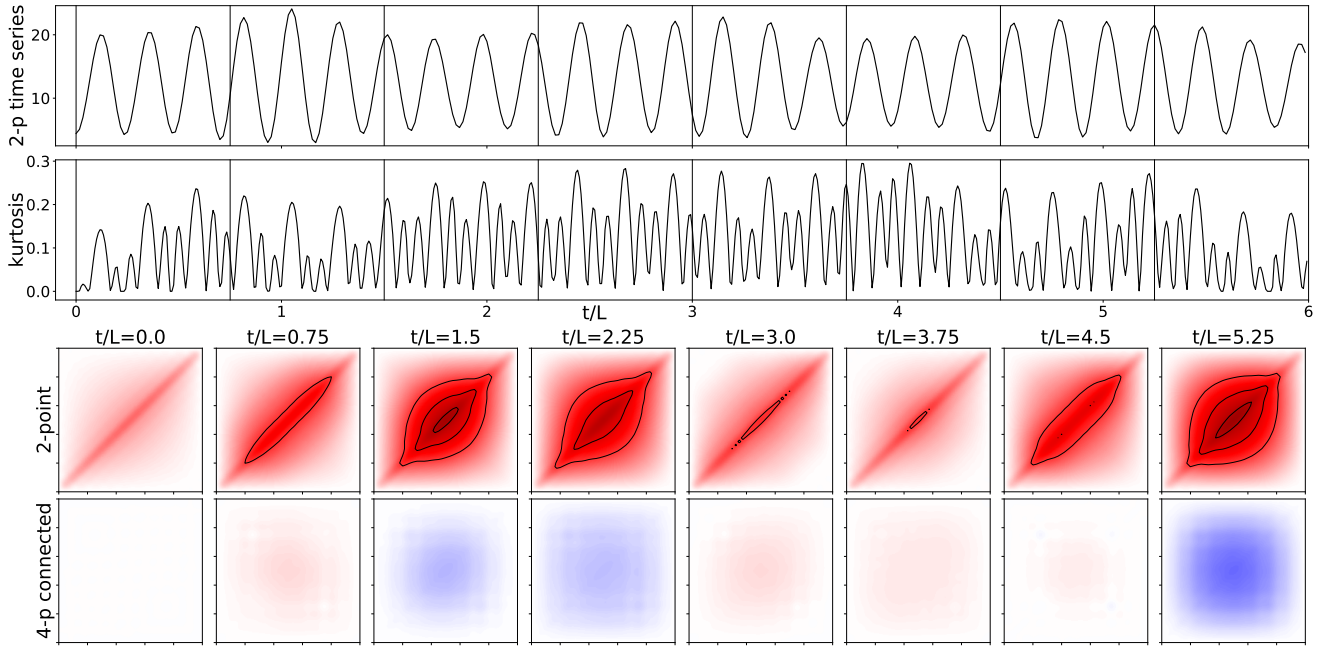 2-p time series
20
10
kurtosis
0.3
0.2
0.1
0.0
0 1 2 3 4 5 6
t/L
t/L=0.0 t/L=0.75 t/L=1.5 t/L=2.25 t/L=3.0 t/L=3.75 t/L=4.5 t/L=5.25
2-point
4-p connected